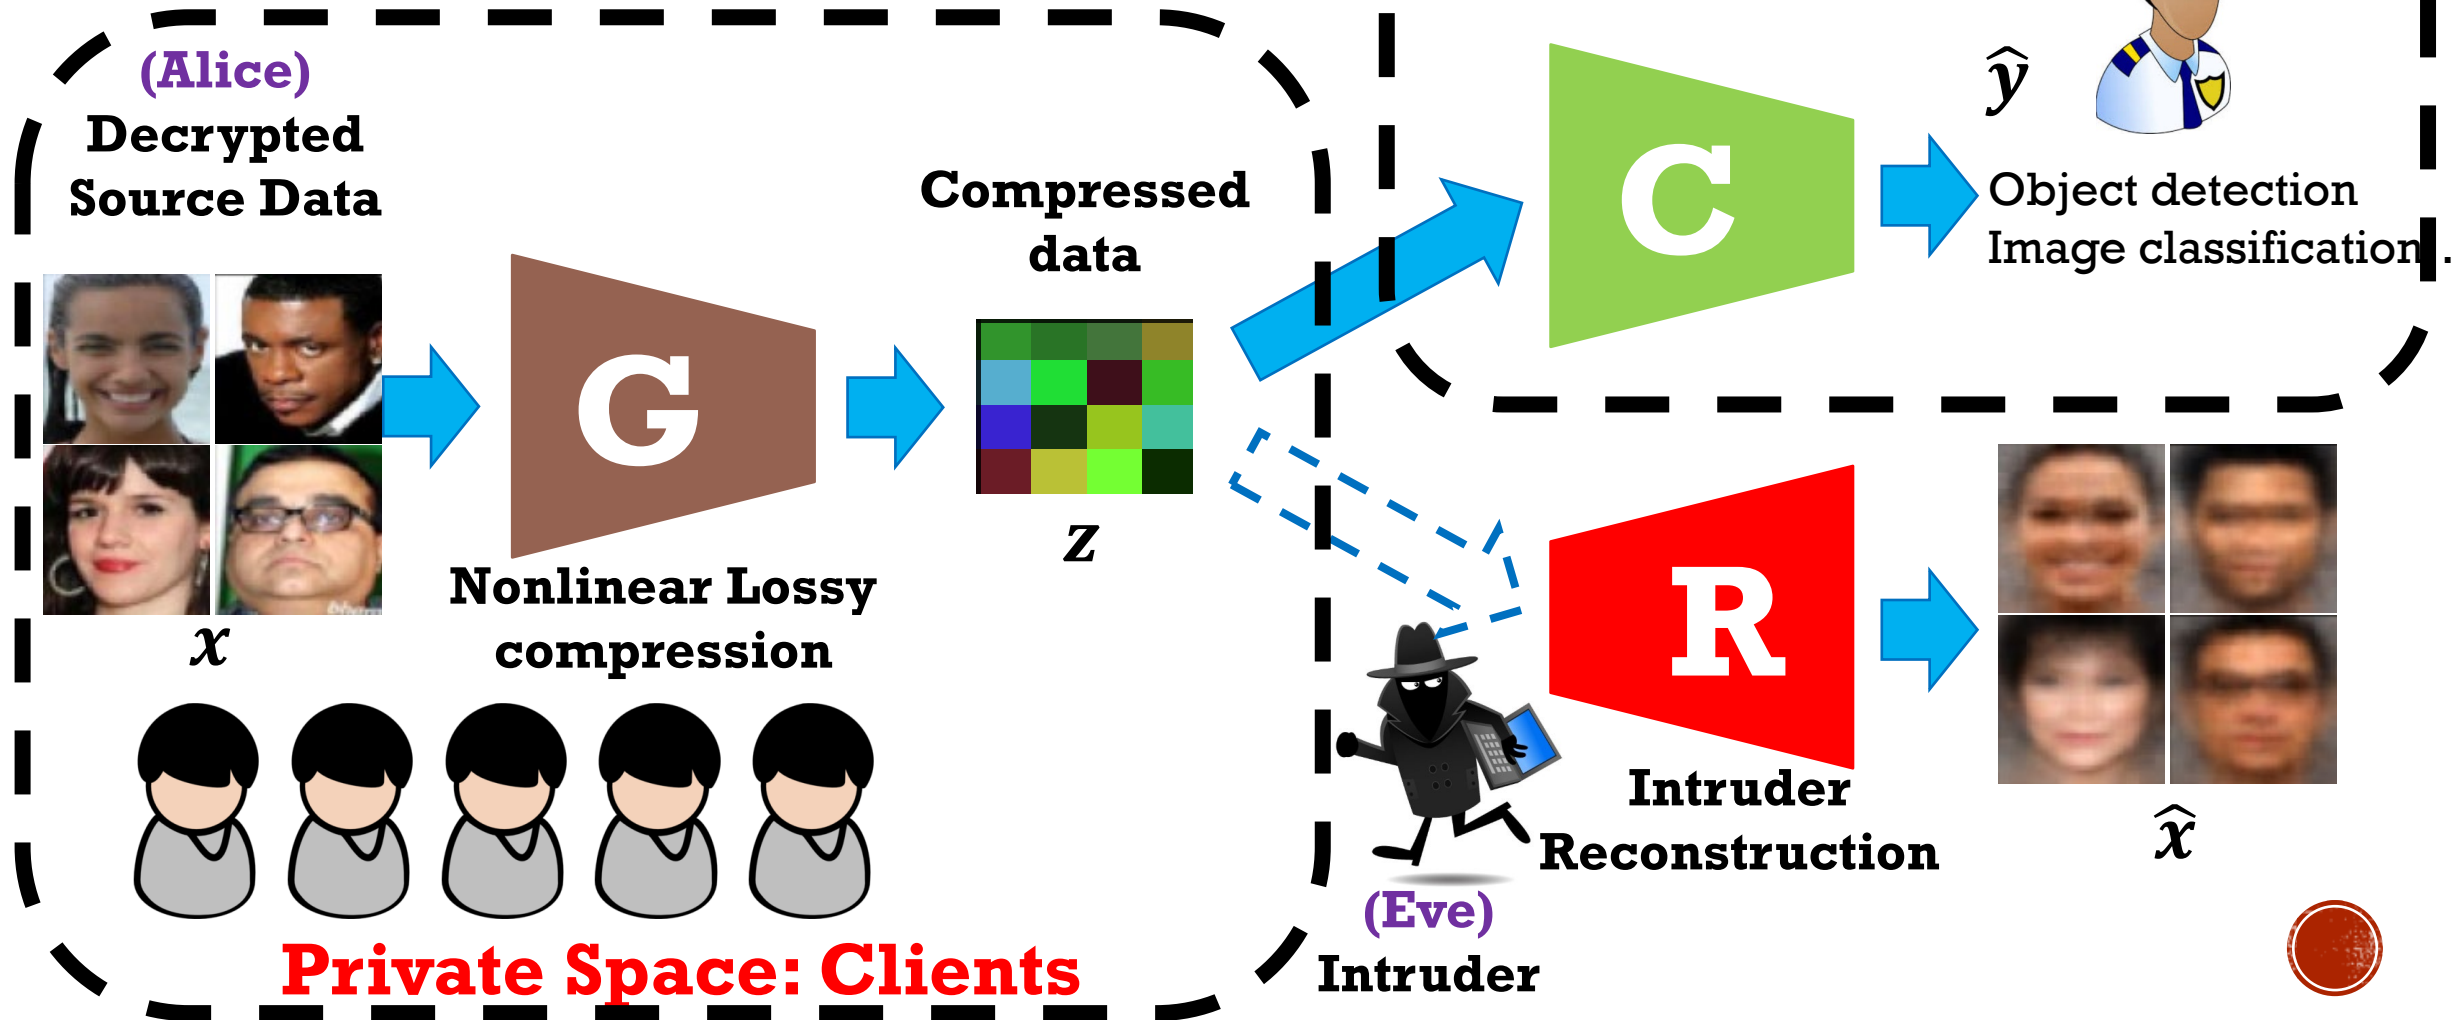 (Alice)
Decrypted
Source Data
x
G
Nonlinear Lossy
compression
Compressed
data
z
C
ŷ
Object detection
Image classification .
R
Intruder
Reconstruction
x̂
(Eve)
Intruder
Private Space: Clients